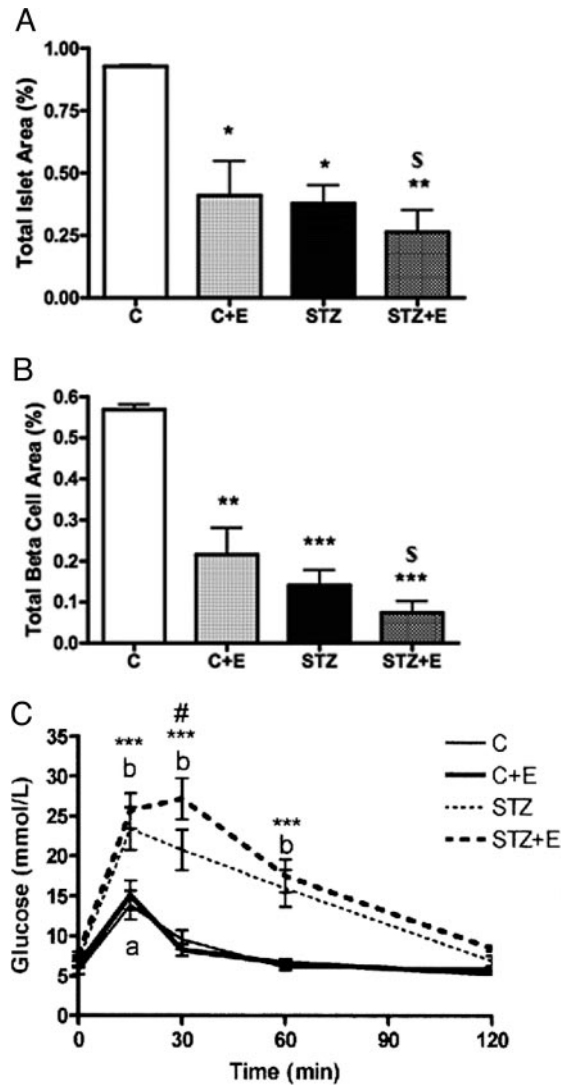 A
Total Islet Area (%)
1.00
0.75
0.50
0.25
0.00
*
*
$
**
C
C+E
STZ
STZ+E
B
Total Beta Cell Area (%)
0.6
0.5
0.3
0.2
0.1
0.0
**
***
$
***
C
C+E
STZ
STZ+E
C
Glucose (mmol/L)
35
30
25
20
15
10
5
0
***
b
#
***
b
***
b
a
C
C+E
STZ
STZ+E
0
30
60
90
120
Time (min)